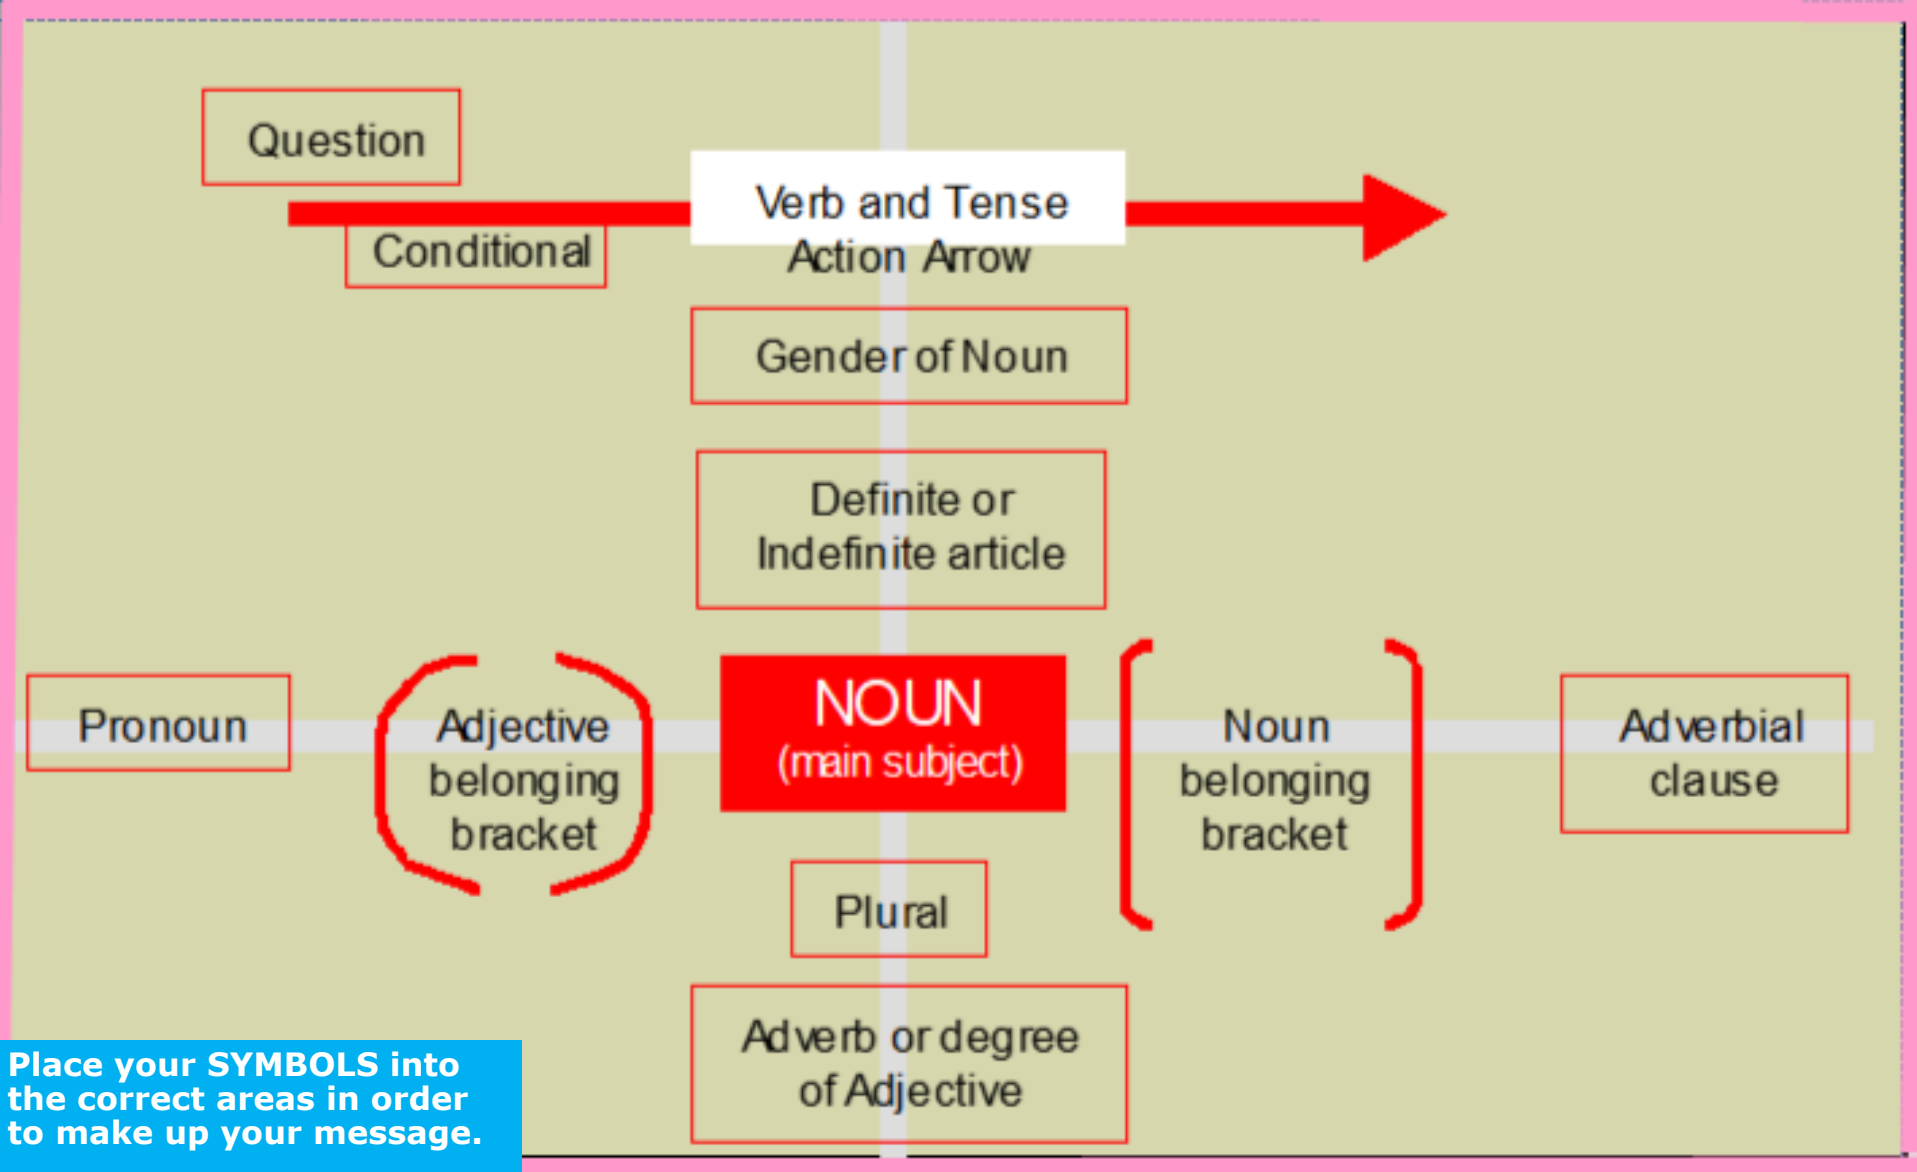 Question
Verb and Tense
Action Arrow
Conditional
Gender of Noun
Definite or
Indefinite article
Pronoun
Adjective
belonging
bracket
NOUN
(main subject)
Noun
belonging
bracket
Adverbial
clause
Plural
Adverb or degree
of Adjective
Place your SYMBOLS into
the correct areas in order
to make up your message.